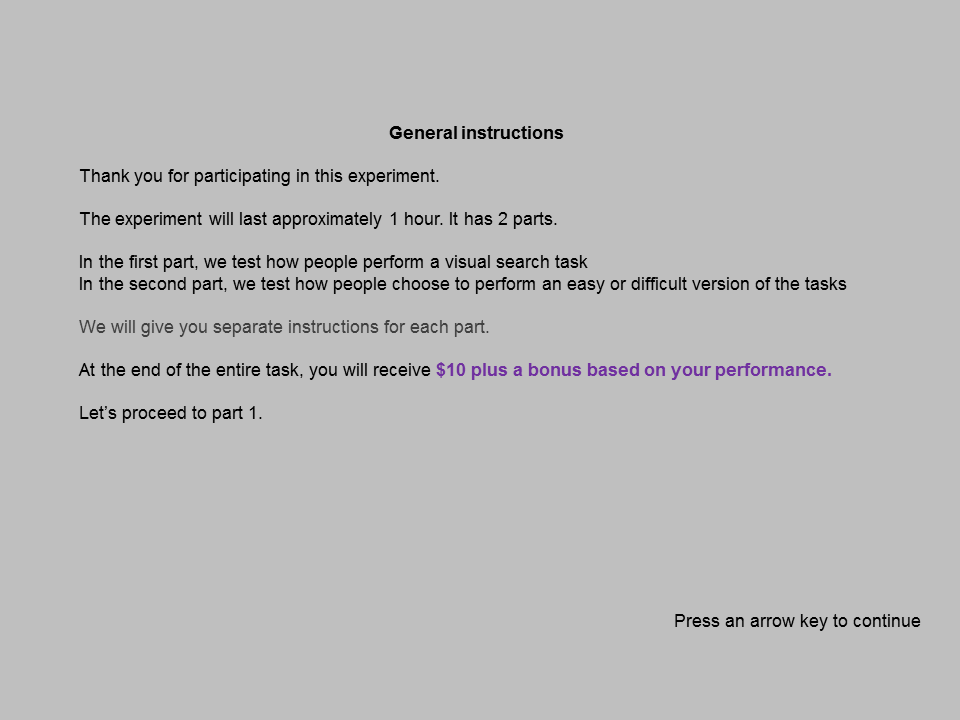 General instructions
Thank you for participating in this experiment.
The experiment will last approximately 1 hour. It has 2 parts.
In the first part, we test how people perform a visual search task
In the second part, we test how people choose to perform an easy or difficult version of the tasks
We will give you separate instructions for each part.
At the end of the entire task, you will receive $10 plus a bonus based on your performance.
Let’s proceed to part 1.
Press an arrow key to continue